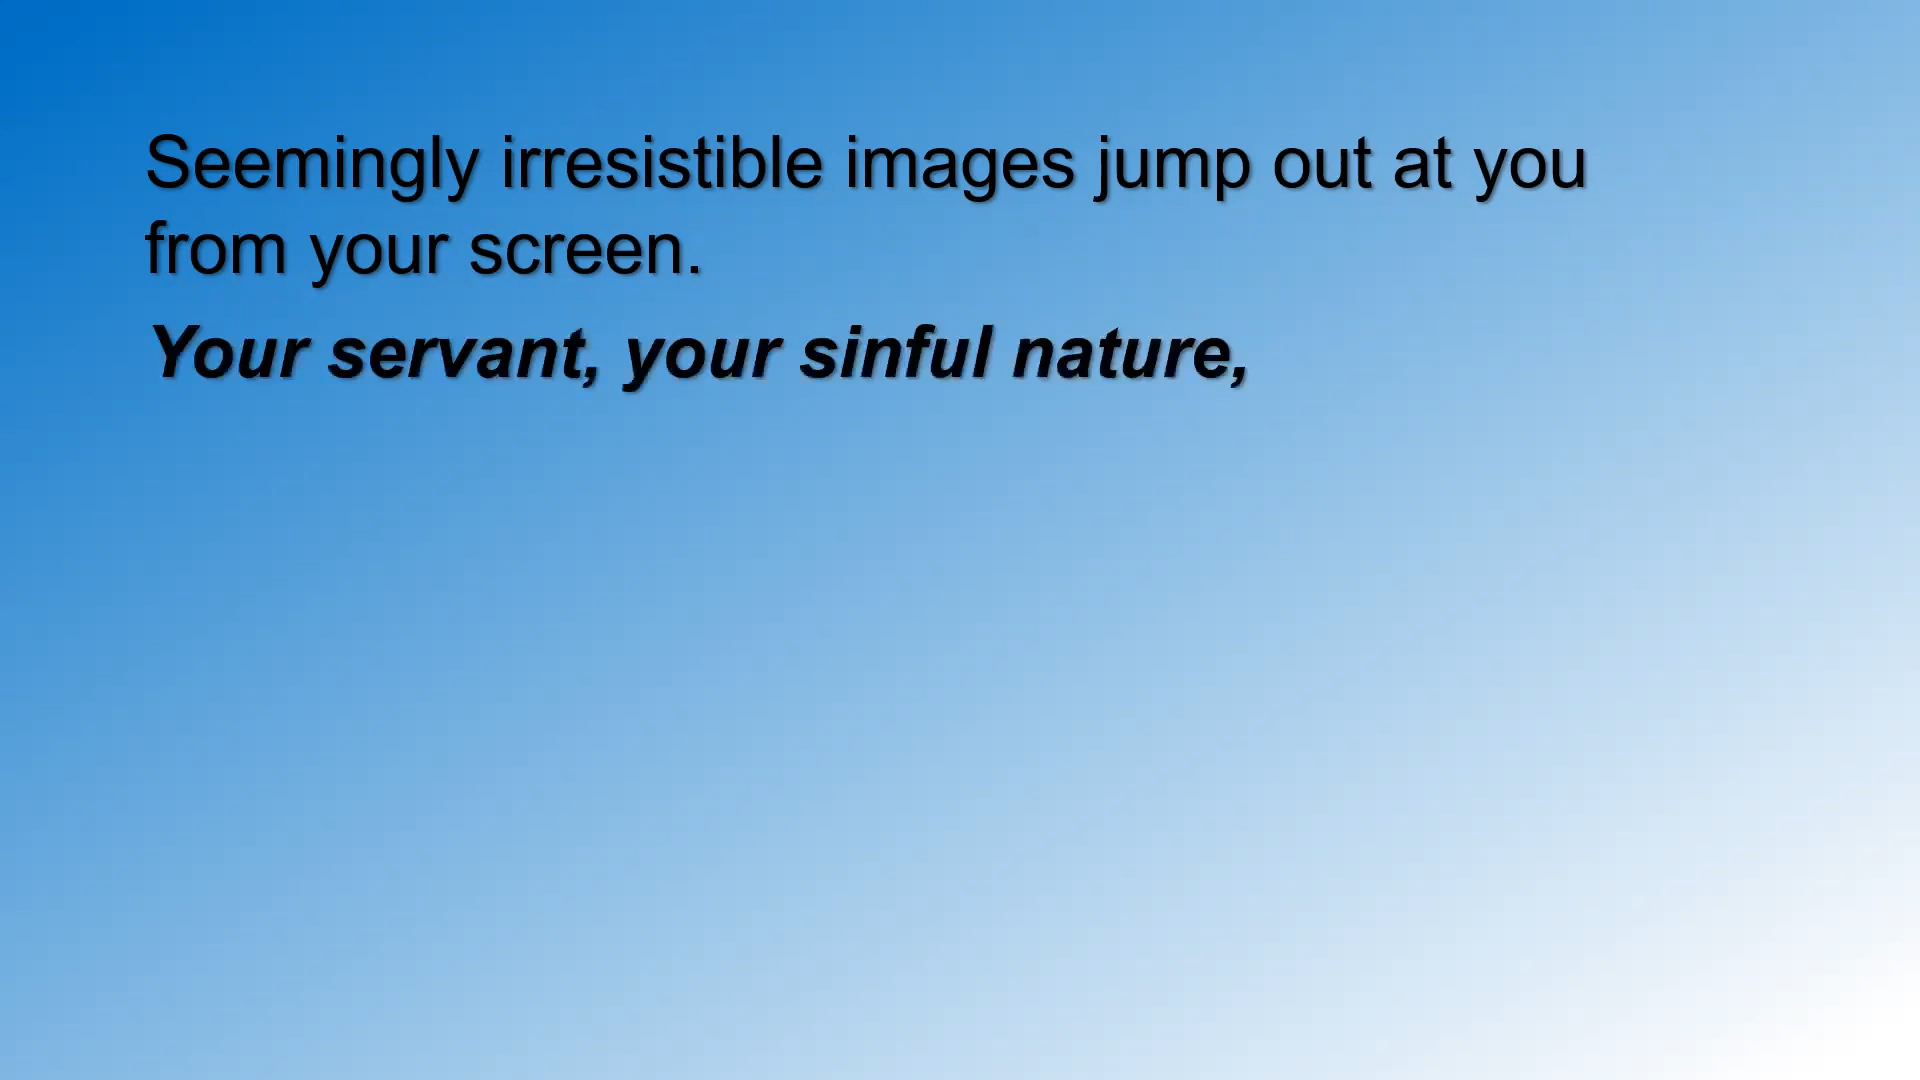 Seemingly irresistible images jump out at you
from your screen.
Your servant, your sinful nature,